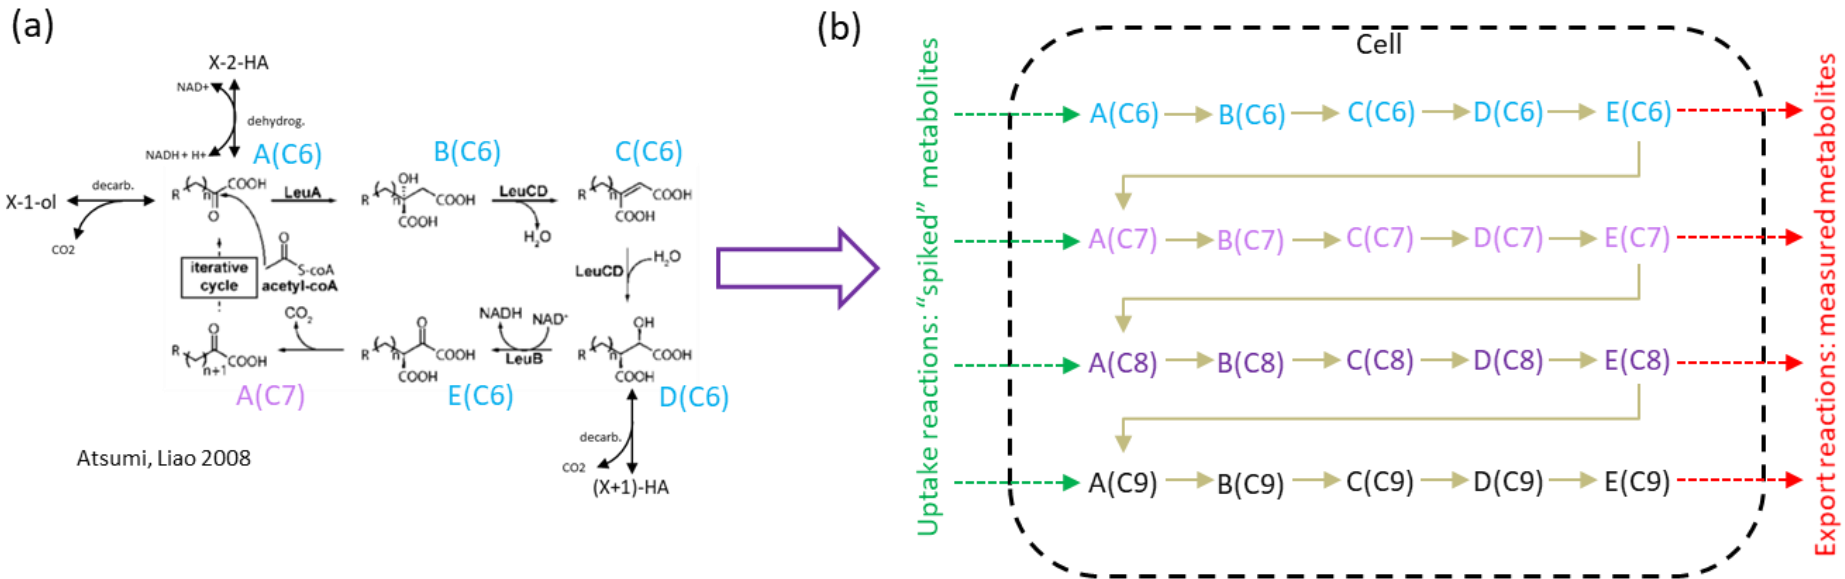 (a)
X-2-HA
NAD+
dehydrog.
NADH + H+
A(C6)
B(C6)
C(C6)
X-1-ol
decarb.
CO2
R
n
COOH
O
LeuA
R
n
OH
COOH
COOH
LeuCD
H₂O
R
n
COOH
COOH
iterative
cycle
O
S-coA
acetyl-coA
LeuCD
H₂O
R
n+1
O
COOH
CO₂
R
n
O
COOH
COOH
NADH
NAD⁺
LeuB
R
n
OH
COOH
COOH
A(C7)
E(C6)
D(C6)
decarb.
CO2
(X+1)-HA
Atsumi, Liao 2008
(b)
Uptake reactions: “spiked” metabolites
Cell
A(C6) B(C6) C(C6) D(C6) E(C6)
A(C7) B(C7) C(C7) D(C7) E(C7)
A(C8) B(C8) C(C8) D(C8) E(C8)
A(C9) B(C9) C(C9) D(C9) E(C9)
Export reactions: measured metabolites